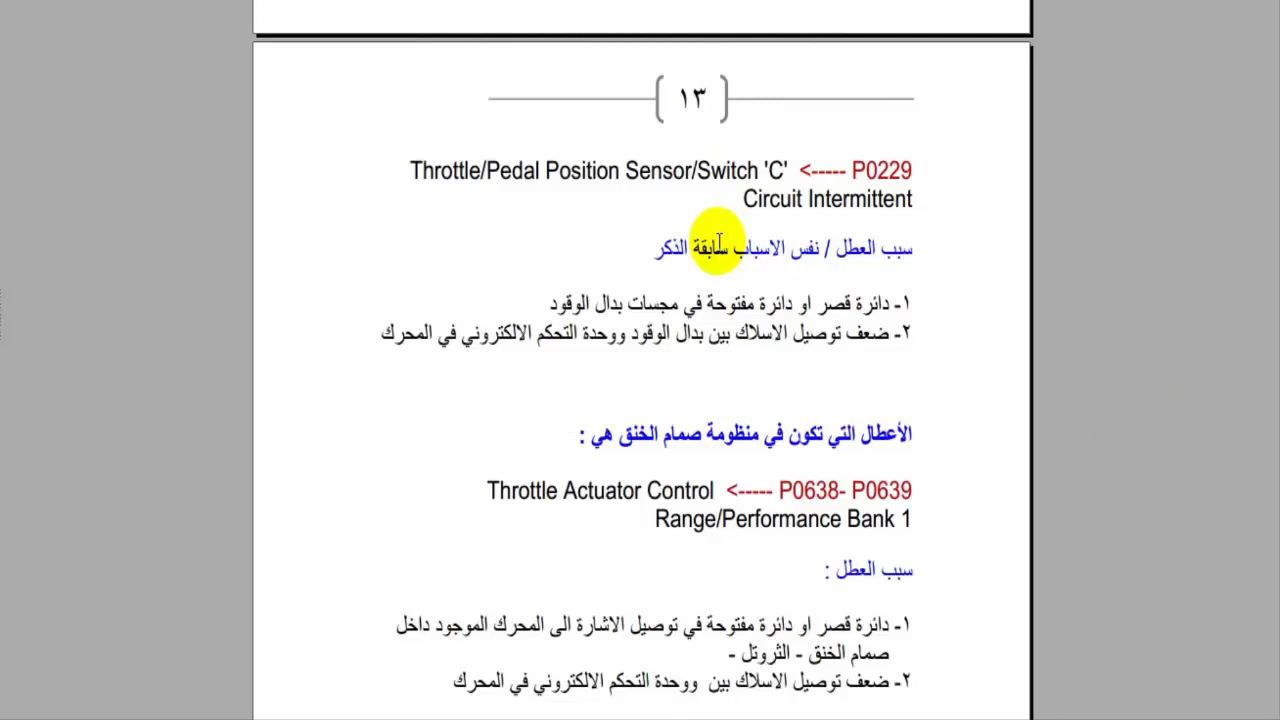 ١٣
Throttle/Pedal Position Sensor/Switch 'C' <----- P0229
Circuit Intermittent
سبب العطل / نفس الاسباب سابقة الذكر
١- دائرة قصر او دائرة مفتوحة في مجسات بدال الوقود
٢- ضعف توصيل الاسلاك بين بدال الوقود ووحدة التحكم الالكتروني في المحرك
الأعطال التي تكون في منظومة صمام الخنق هي :
Throttle Actuator Control <----- P0638- P0639
Range/Performance Bank 1
سبب العطل :
١- دائرة قصر او دائرة مفتوحة في توصيل الاشارة الى المحرك الموجود داخل
صمام الخنق - الثروتل -
٢- ضعف توصيل الاسلاك بين ووحدة التحكم الالكتروني في المحرك